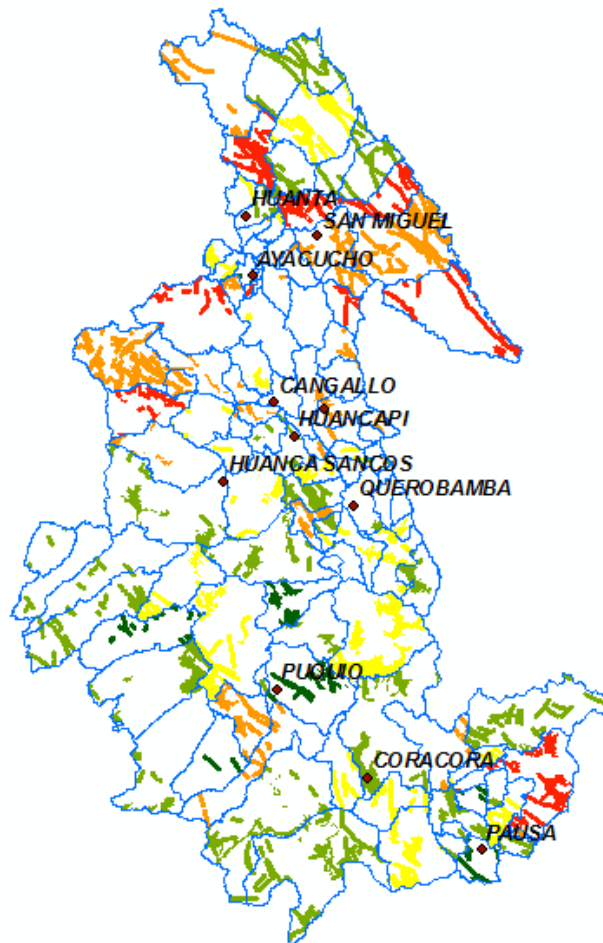 HUANTA
SAN MIGUEL
AYACUCHO
CANGALLO
HUANCAPI
HUANCA SANCOS
QUEROBAMBA
PUQUIO
CORACORA
PAUSA